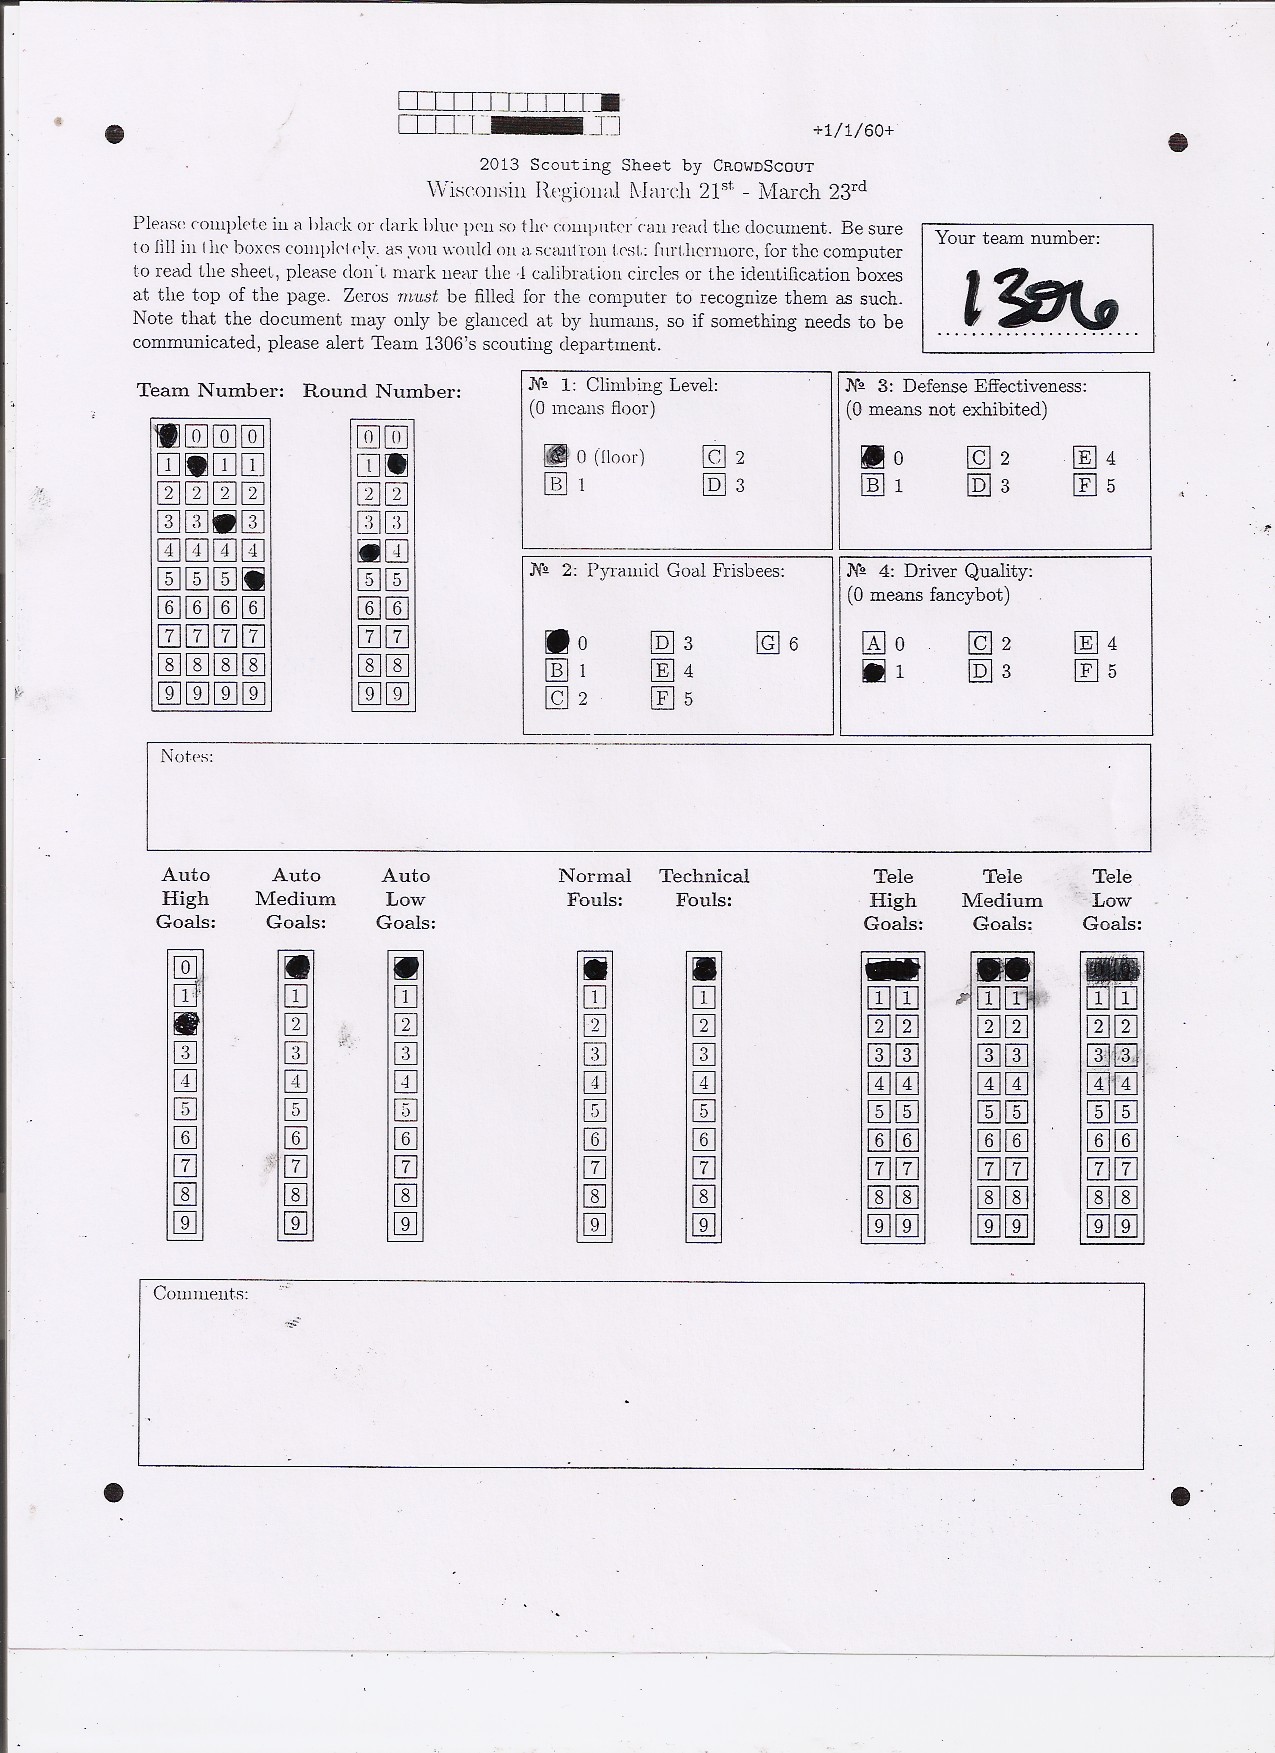 +1/1/60+
2013 Scouting Sheet by CrowdScout
Wisconsin Regional March 21st - March 23rd
Please complete in a black or dark blue pen so the computer can read the document. Be sure
to fill in the boxes completely, as you would on a scantron test; furthermore, for the computer
to read the sheet, please don't mark near the 4 calibration circles or the identification boxes
at the top of the page. Zeros must be filled for the computer to recognize them as such.
Note that the document may only be glanced at by humans, so if something needs to be
communicated, please alert Team 1306's scouting department.
Your team number:
1306
Team Number: Round Number:
0 0 0 0 0
1 1 1 1
2 2 2 2 2 2
3 3 3 3 3
4 4 4 4 4
5 5 5 5 5
6 6 6 6 6 6
7 7 7 7 7 7
8 8 8 8 8 8
9 9 9 9 9 9
№ 1: Climbing Level:
(0 means floor)
0 (floor) C 2
B 1 D 3
№ 3: Defense Effectiveness:
(0 means not exhibited)
0 C 2 E 4
B 1 D 3 F 5
№ 2: Pyramid Goal Frisbees:
0 D 3 G 6
B 1 E 4
C 2 F 5
№ 4: Driver Quality:
(0 means fancybot)
A 0 C 2 E 4
1 D 3 F 5
Notes:
Auto Auto Auto Normal Technical Tele Tele Tele
High Medium Low Fouls: Fouls: High Medium Low
Goals: Goals: Goals: Goals: Goals: Goals:
0
1 1 1 1 1 1 1 1 1 1
2 2 2 2 2 2 2 2 2 2
3 3 3 3 3 3 3 3 3 3 3
4 4 4 4 4 4 4 4 4 4 4
5 5 5 5 5 5 5 5 5 5 5
6 6 6 6 6 6 6 6 6 6 6
7 7 7 7 7 7 7 7 7 7 7
8 8 8 8 8 8 8 8 8 8 8
9 9 9 9 9 9 9 9 9 9 9
Comments: